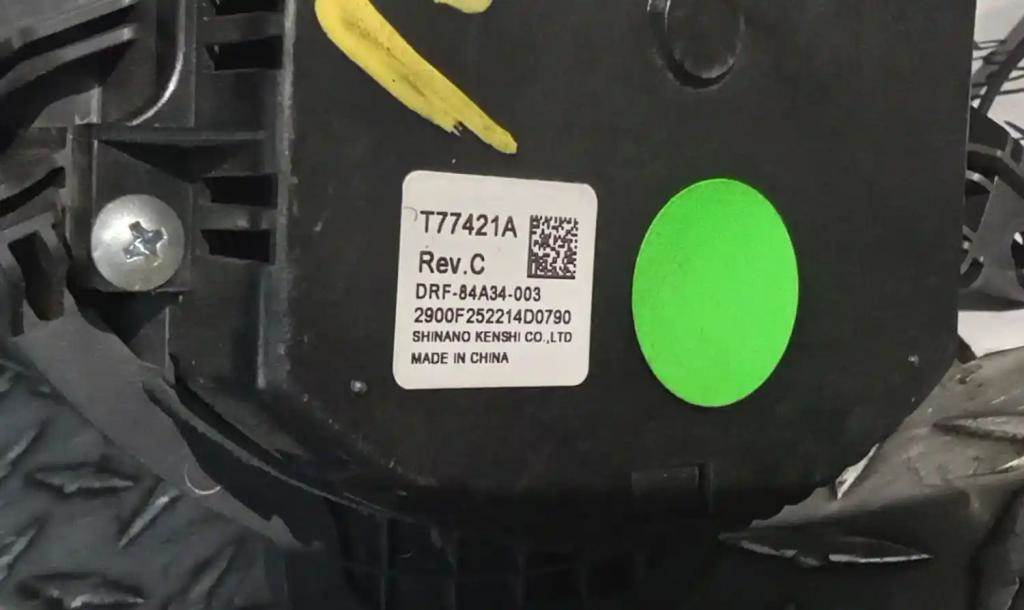 T77421A
Rev.C
DRF-84A34-003
2900F252214D0790
SHINANO KENSHI CO.,LTD
MADE IN CHINA